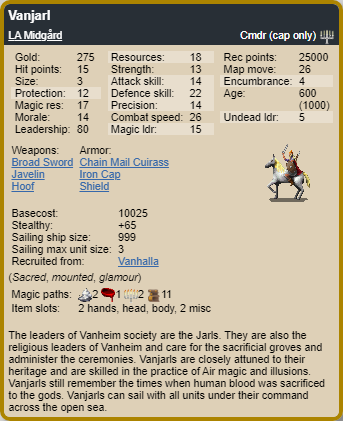 Vanjarl
LA Midgård Cmdr (cap only)
Gold: 275 Resources: 18 Rec points: 25000
Hit points: 15 Strength: 13 Map move: 26
Size: 3 Attack skill: 14 Encumbrance: 4
Protection: 12 Defence skill: 22 Age: 600
Magic res: 17 Precision: 14 (1000)
Morale: 14 Combat speed: 26 Undead ldr: 5
Leadership: 80 Magic ldr: 15
Weapons: Armor:
Broad Sword Chain Mail Cuirass
Javelin Iron Cap
Hoof Shield
Basecost: 10025
Stealthy: +65
Sailing ship size: 999
Sailing max unit size: 3
Recruited from: Vanhalla
(Sacred, mounted, glamour)
Magic paths: 2 1 2 11
Item slots: 2 hands, head, body, 2 misc
The leaders of Vanheim society are the Jarls. They are also the
religious leaders of Vanheim and care for the sacrificial groves and
administer the ceremonies. Vanjarls are closely attuned to their
heritage and are skilled in the practice of Air magic and illusions.
Vanjarls still remember the times when human blood was sacrificed
to the gods. Vanjarls can sail with all units under their command
across the open sea.